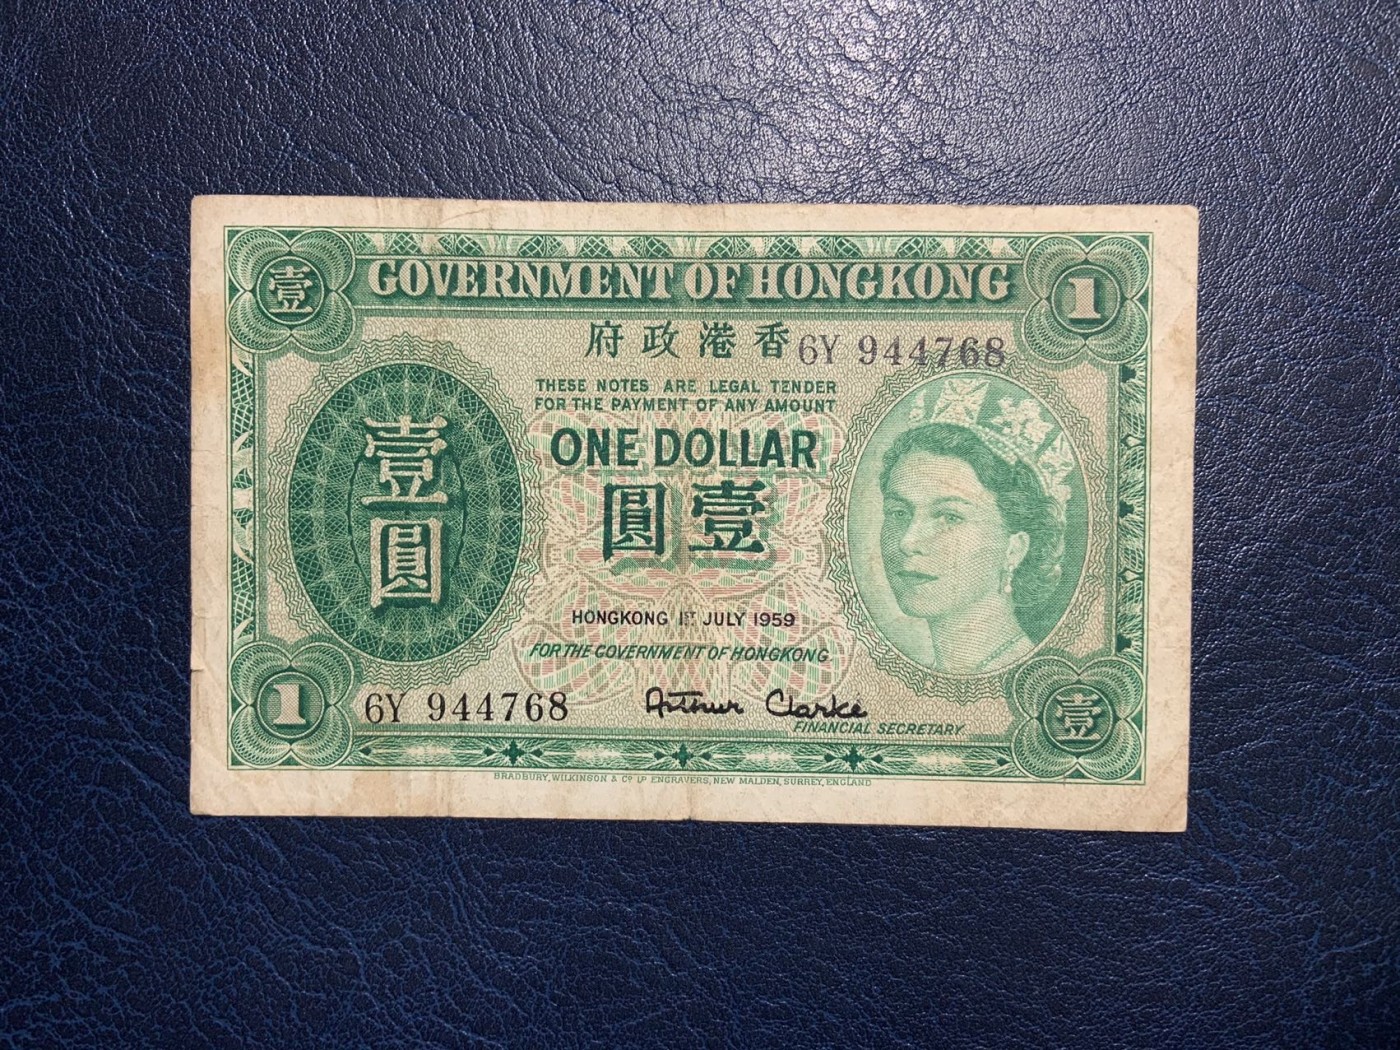 壹 GOVERNMENT OF HONGKONG 1
府政港香
6Y 944768
THESE NOTES ARE LEGAL TENDER
FOR THE PAYMENT OF ANY AMOUNT
ONE DOLLAR
圓壹
壹圓
HONGKONG 1ST JULY 1959
FOR THE GOVERNMENT OF HONGKONG
1 6Y 944768 Arthur Clarke 壹
FINANCIAL SECRETARY
BRADBURY, WILKINSON & Co Ld ENGRAVERS, NEW MALDEN, SURREY, ENGLAND